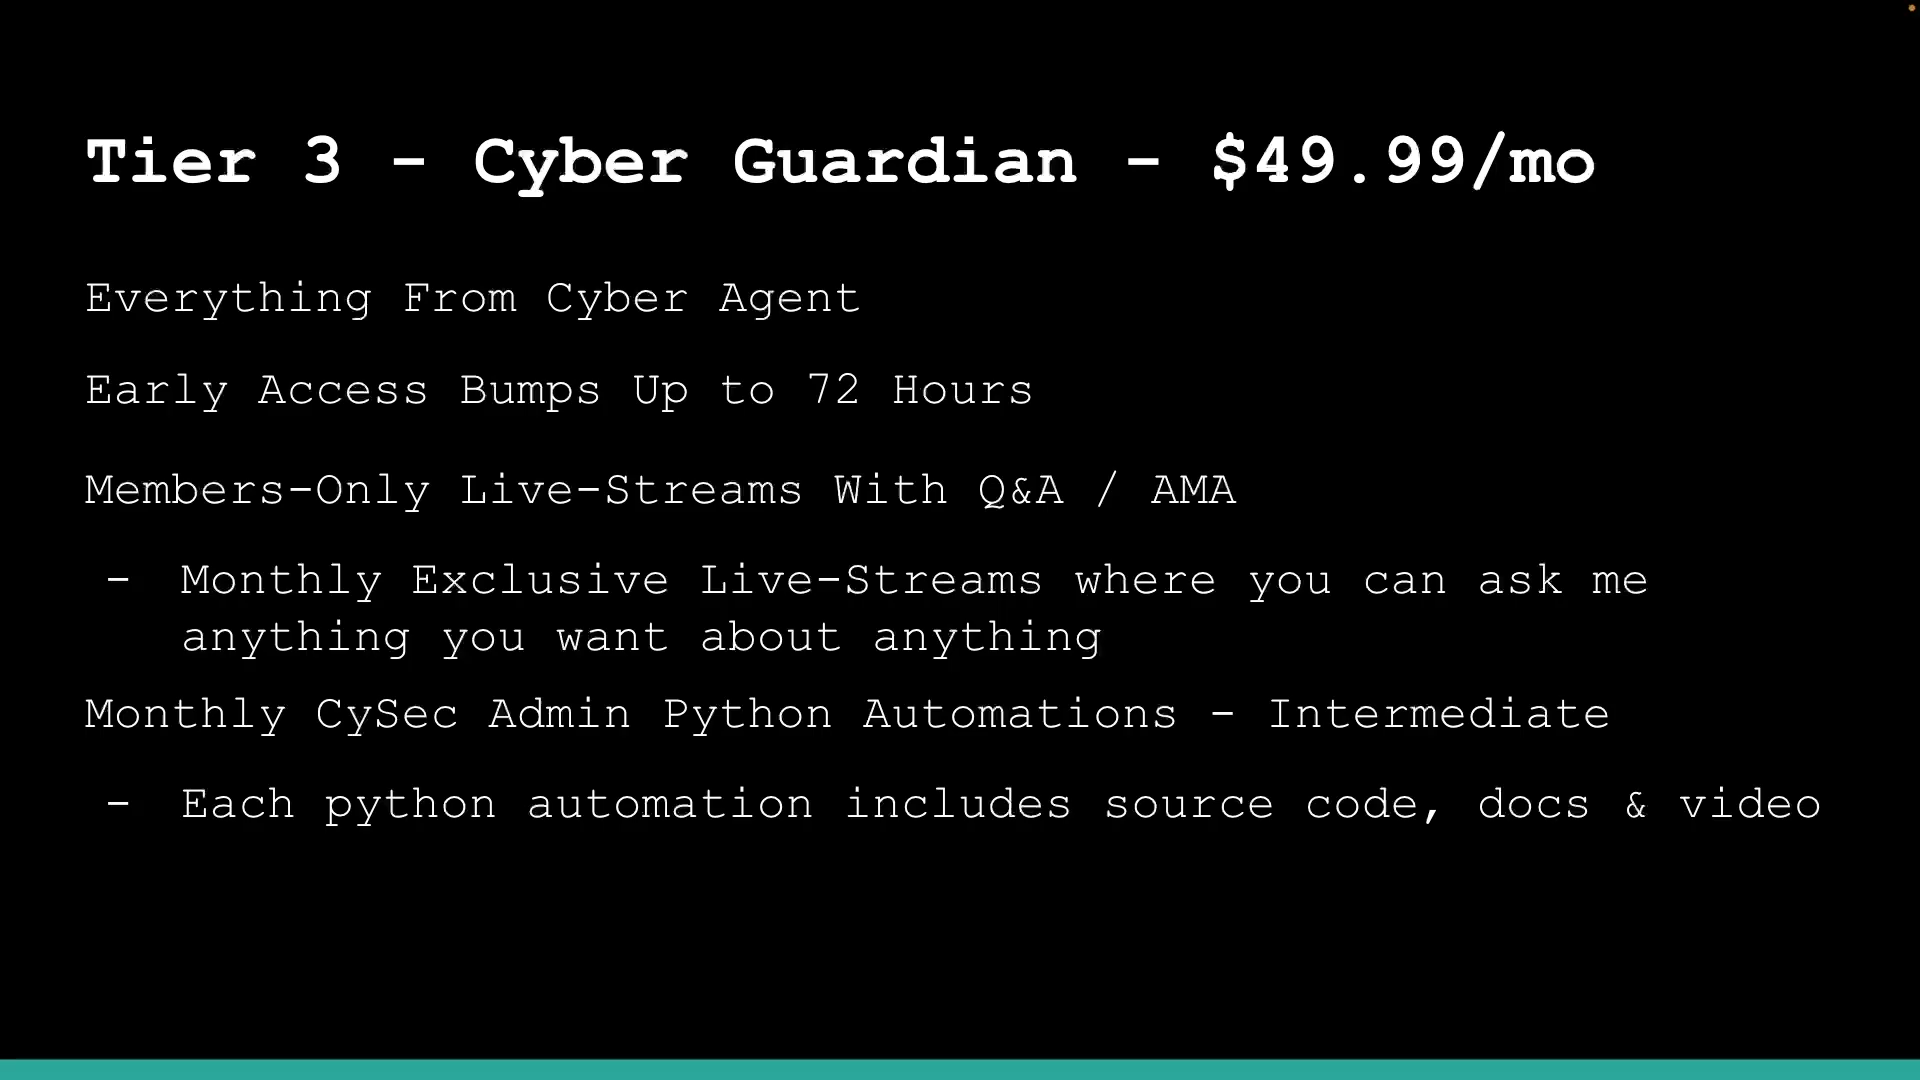 Tier 3 - Cyber Guardian - $49.99/mo
Everything From Cyber Agent
Early Access Bumps Up to 72 Hours
Members-Only Live-Streams With Q&A / AMA
- Monthly Exclusive Live-Streams where you can ask me
anything you want about anything
Monthly CySec Admin Python Automations - Intermediate
- Each python automation includes source code, docs & video